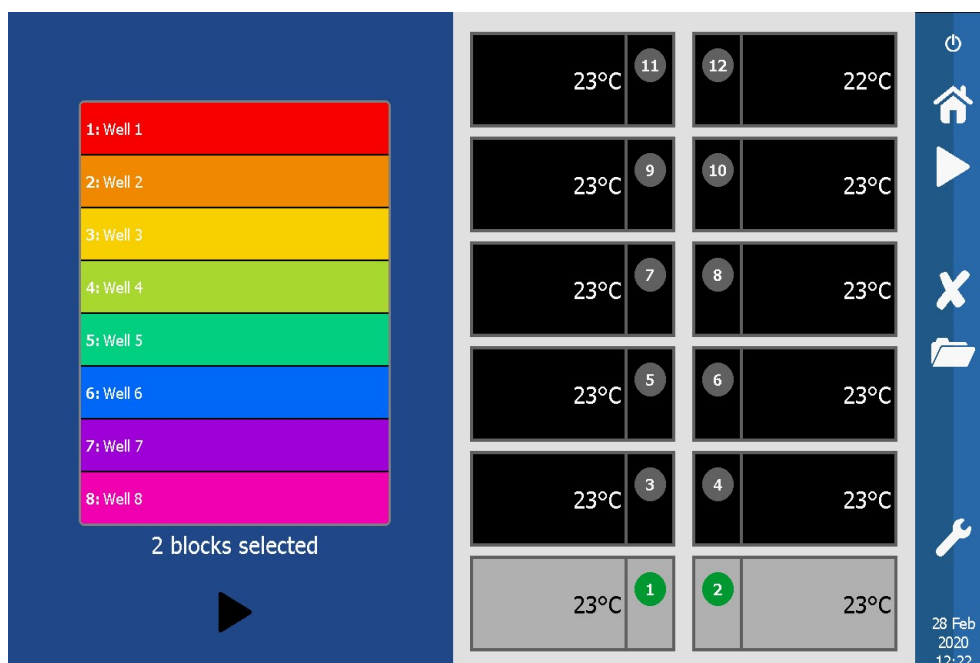 1: Well 1
2: Well 2
3: Well 3
4: Well 4
5: Well 5
6: Well 6
7: Well 7
8: Well 8
2 blocks selected
23°C 11 12 22°C
23°C 9 10 23°C
23°C 7 8 23°C
23°C 5 6 23°C
23°C 3 4 23°C
23°C 1 2 23°C
28 Feb
2020
12:22